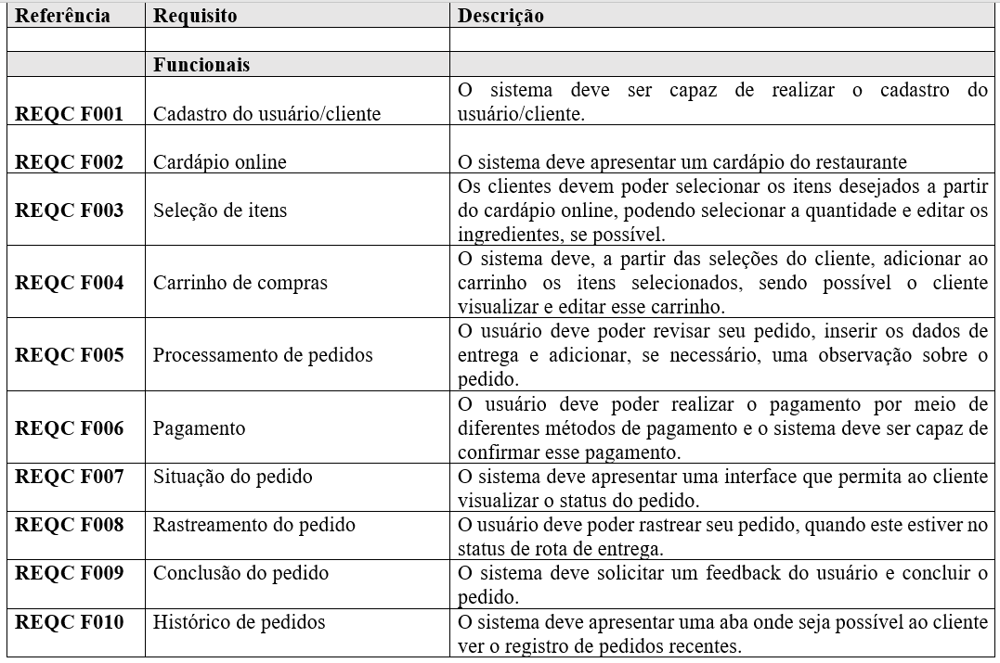 Referência Requisito Descrição
Funcionais
O sistema deve ser capaz de realizar o cadastro do
REQC F001 Cadastro do usuário/cliente usuário/cliente.
REQC F002 Cardápio online O sistema deve apresentar um cardápio do restaurante
Os clientes devem poder selecionar os itens desejados a partir
REQC F003 Seleção de itens do cardápio online, podendo selecionar a quantidade e editar os
ingredientes, se possível.
O sistema deve, a partir das seleções do cliente, adicionar ao
REQC F004 Carrinho de compras carrinho os itens selecionados, sendo possível o cliente
visualizar e editar esse carrinho.
O usuário deve poder revisar seu pedido, inserir os dados de
REQC F005 Processamento de pedidos entrega e adicionar, se necessário, uma observação sobre o
pedido.
O usuário deve poder realizar o pagamento por meio de
REQC F006 Pagamento diferentes métodos de pagamento e o sistema deve ser capaz de
confirmar esse pagamento.
REQC F007 Situação do pedido O sistema deve apresentar uma interface que permita ao cliente
visualizar o status do pedido.
REQC F008 Rastreamento do pedido O usuário deve poder rastrear seu pedido, quando este estiver no
status de rota de entrega.
REQC F009 Conclusão do pedido O sistema deve solicitar um feedback do usuário e concluir o
pedido.
REQC F010 Histórico de pedidos O sistema deve apresentar uma aba onde seja possível ao cliente
ver o registro de pedidos recentes.